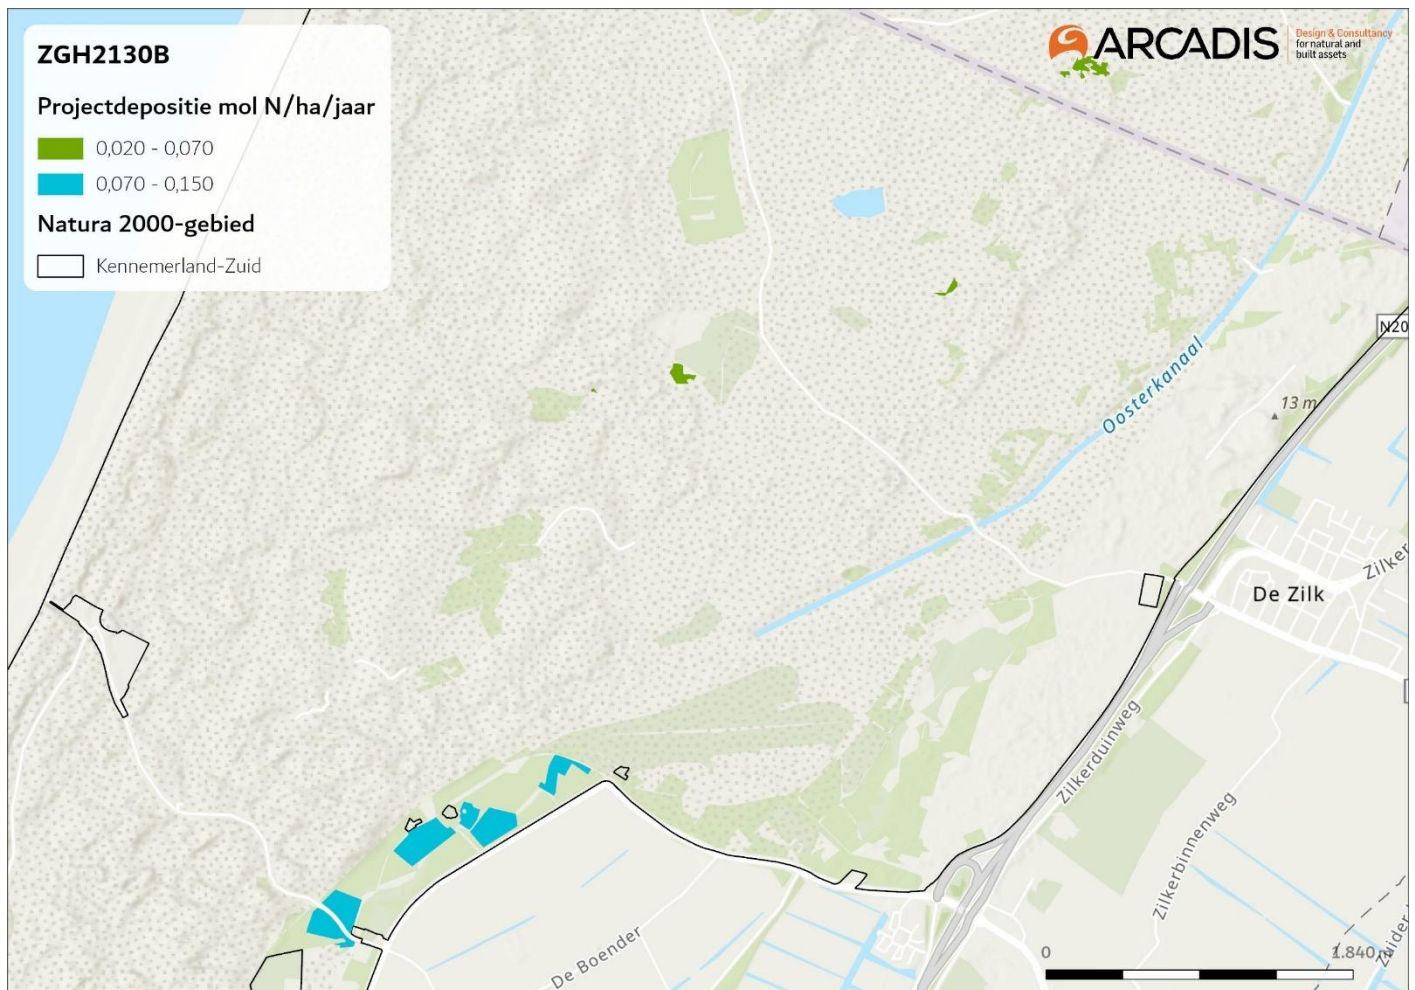 ZGH2130B
Projectdepositie mol N/ha/jaar
0,020 - 0,070
0,070 - 0,150
Natura 2000-gebied
Kennemerland-Zuid
ARCADIS
Design & Consultancy
for natural and
built assets
N20
Oosterkanaal
13 m
Zilker
De Zilk
Zilkerduinweg
Zilkerbinnenweg
De Boender
Zuider
0
1.840 m